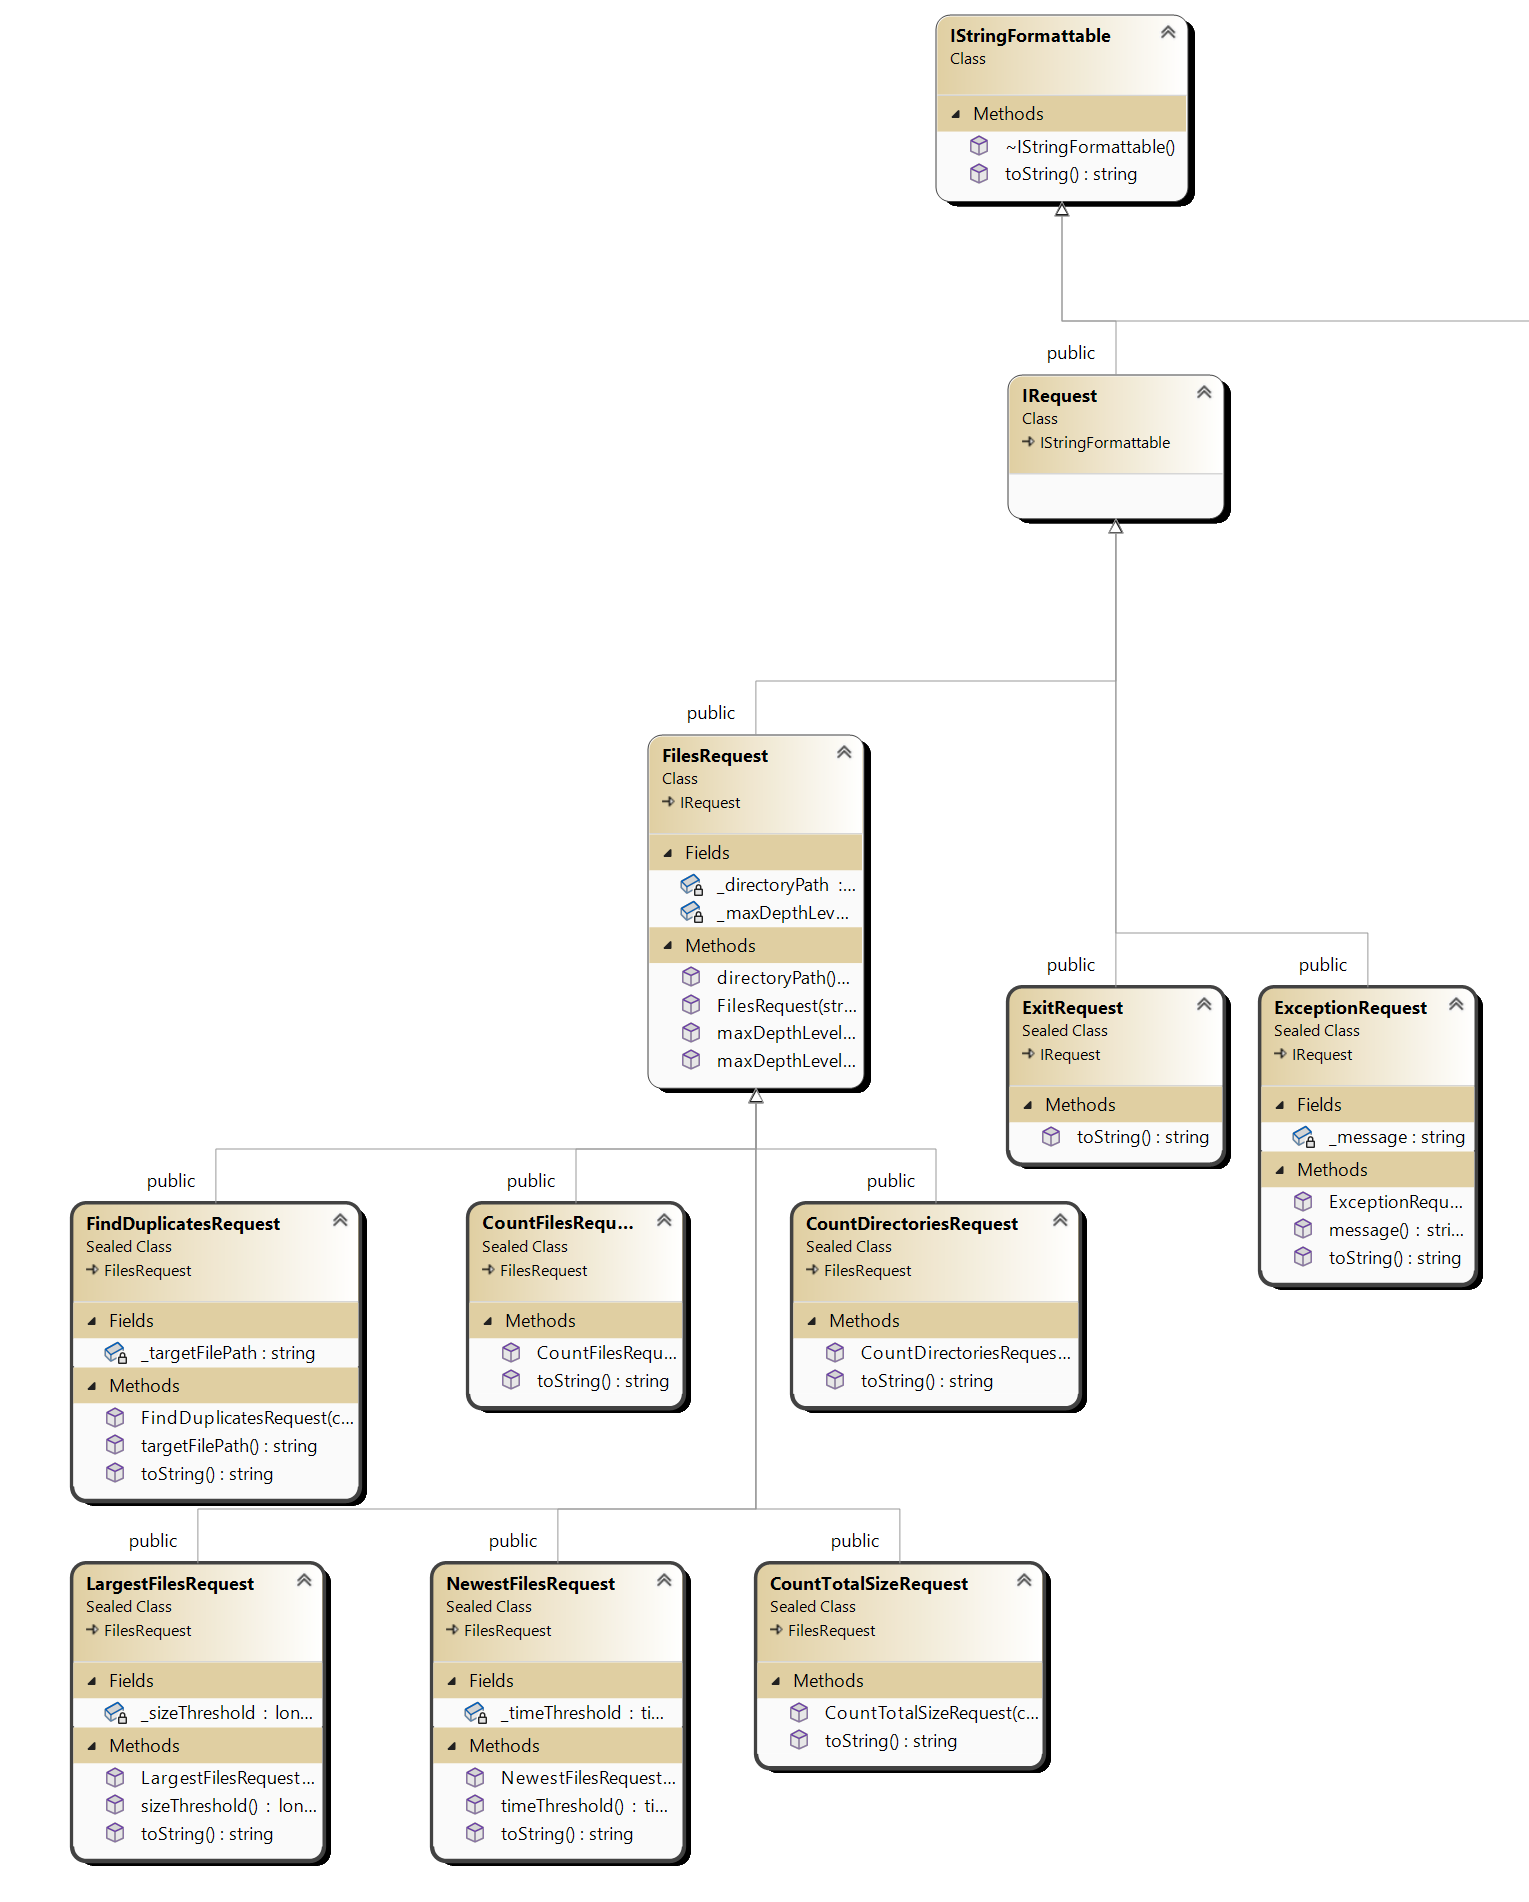 IStringFormattable
Class
Methods
~IStringFormattable()
toString() : string
public
IRequest
Class
IStringFormattable
public
FilesRequest
Class
IRequest
Fields
_directoryPath :...
_maxDepthLev...
Methods
directoryPath()...
FilesRequest(str...
maxDepthLevel...
maxDepthLevel...
public
ExitRequest
Sealed Class
IRequest
Methods
toString() : string
public
ExceptionRequest
Sealed Class
IRequest
Fields
_message : string
Methods
ExceptionRequ...
message() : stri...
toString() : string
public
FindDuplicatesRequest
Sealed Class
FilesRequest
Fields
_targetFilePath : string
Methods
FindDuplicatesRequest(c...
targetFilePath() : string
toString() : string
public
CountFilesRequ...
Sealed Class
FilesRequest
Methods
CountFilesRequ...
toString() : string
public
CountDirectoriesRequest
Sealed Class
FilesRequest
Methods
CountDirectoriesReques...
toString() : string
public
LargestFilesRequest
Sealed Class
FilesRequest
Fields
_sizeThreshold : lon...
Methods
LargestFilesRequest...
sizeThreshold() : lon...
toString() : string
public
NewestFilesRequest
Sealed Class
FilesRequest
Fields
_timeThreshold : ti...
Methods
NewestFilesRequest...
timeThreshold() : ti...
toString() : string
public
CountTotalSizeRequest
Sealed Class
FilesRequest
Methods
CountTotalSizeRequest(c...
toString() : string